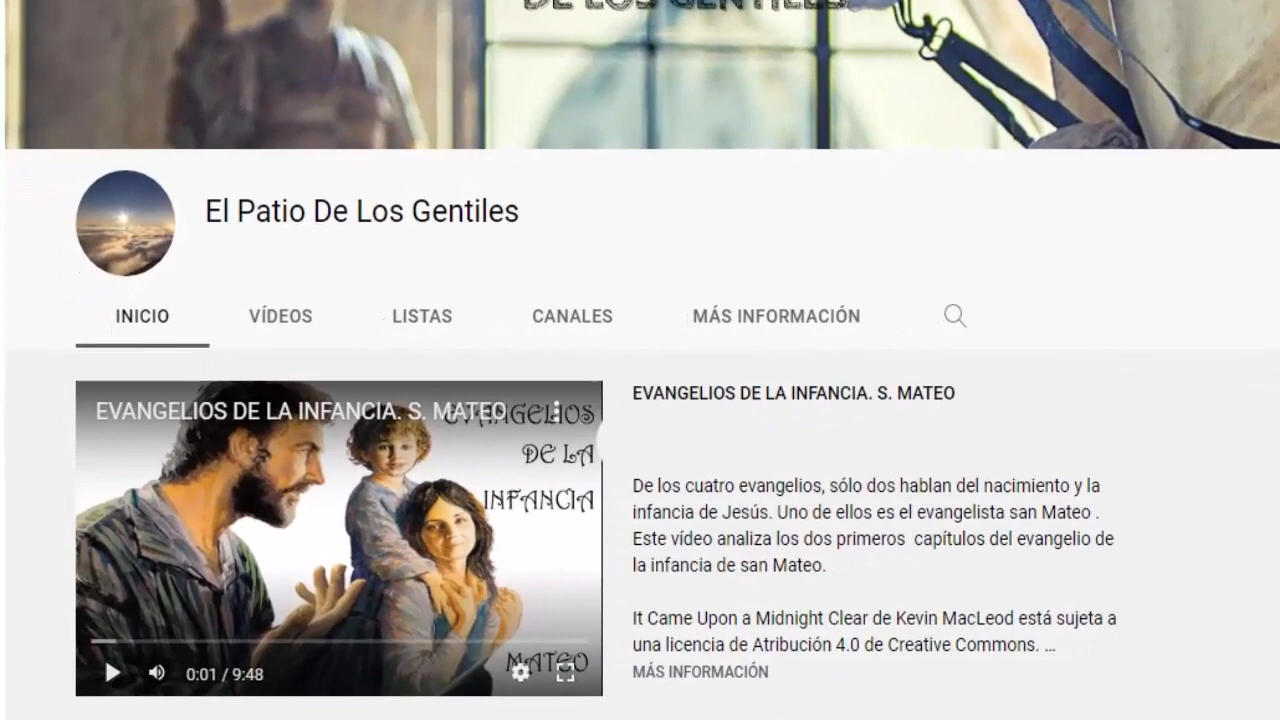 DE LOS GENTILES
El Patio De Los Gentiles
INICIO VÍDEOS LISTAS CANALES MÁS INFORMACIÓN
EVANGELIOS DE LA INFANCIA. S. MATEO
EVANGELIOS
DE LA
INFANCIA
MATEO
0:01 / 9:48
EVANGELIOS DE LA INFANCIA. S. MATEO
De los cuatro evangelios, sólo dos hablan del nacimiento y la
infancia de Jesús. Uno de ellos es el evangelista san Mateo .
Este vídeo analiza los dos primeros capítulos del evangelio de
la infancia de san Mateo.
It Came Upon a Midnight Clear de Kevin MacLeod está sujeta a
una licencia de Atribución 4.0 de Creative Commons. ...
MÁS INFORMACIÓN